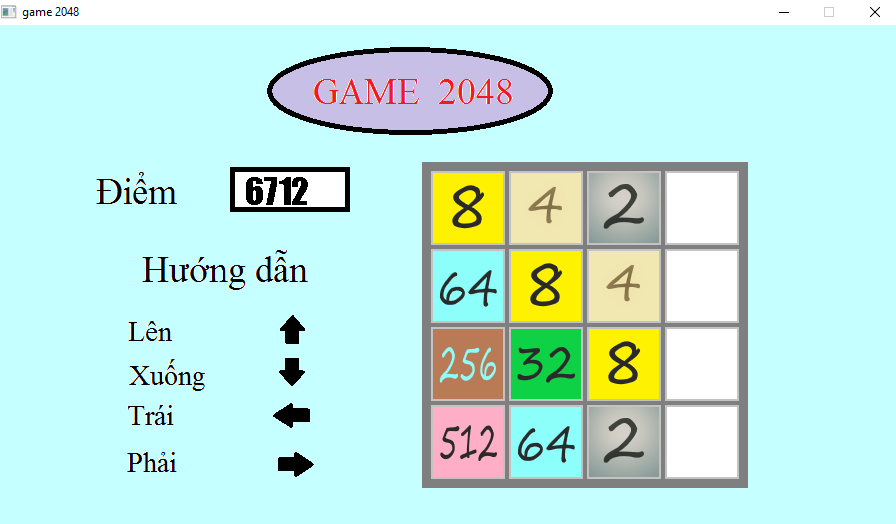 game 2048
GAME 2048
Điểm 6712
Hướng dẫn
Lên
Xuống
Trái
Phải
8 4 2
64 8 4
256 32 8
512 64 2